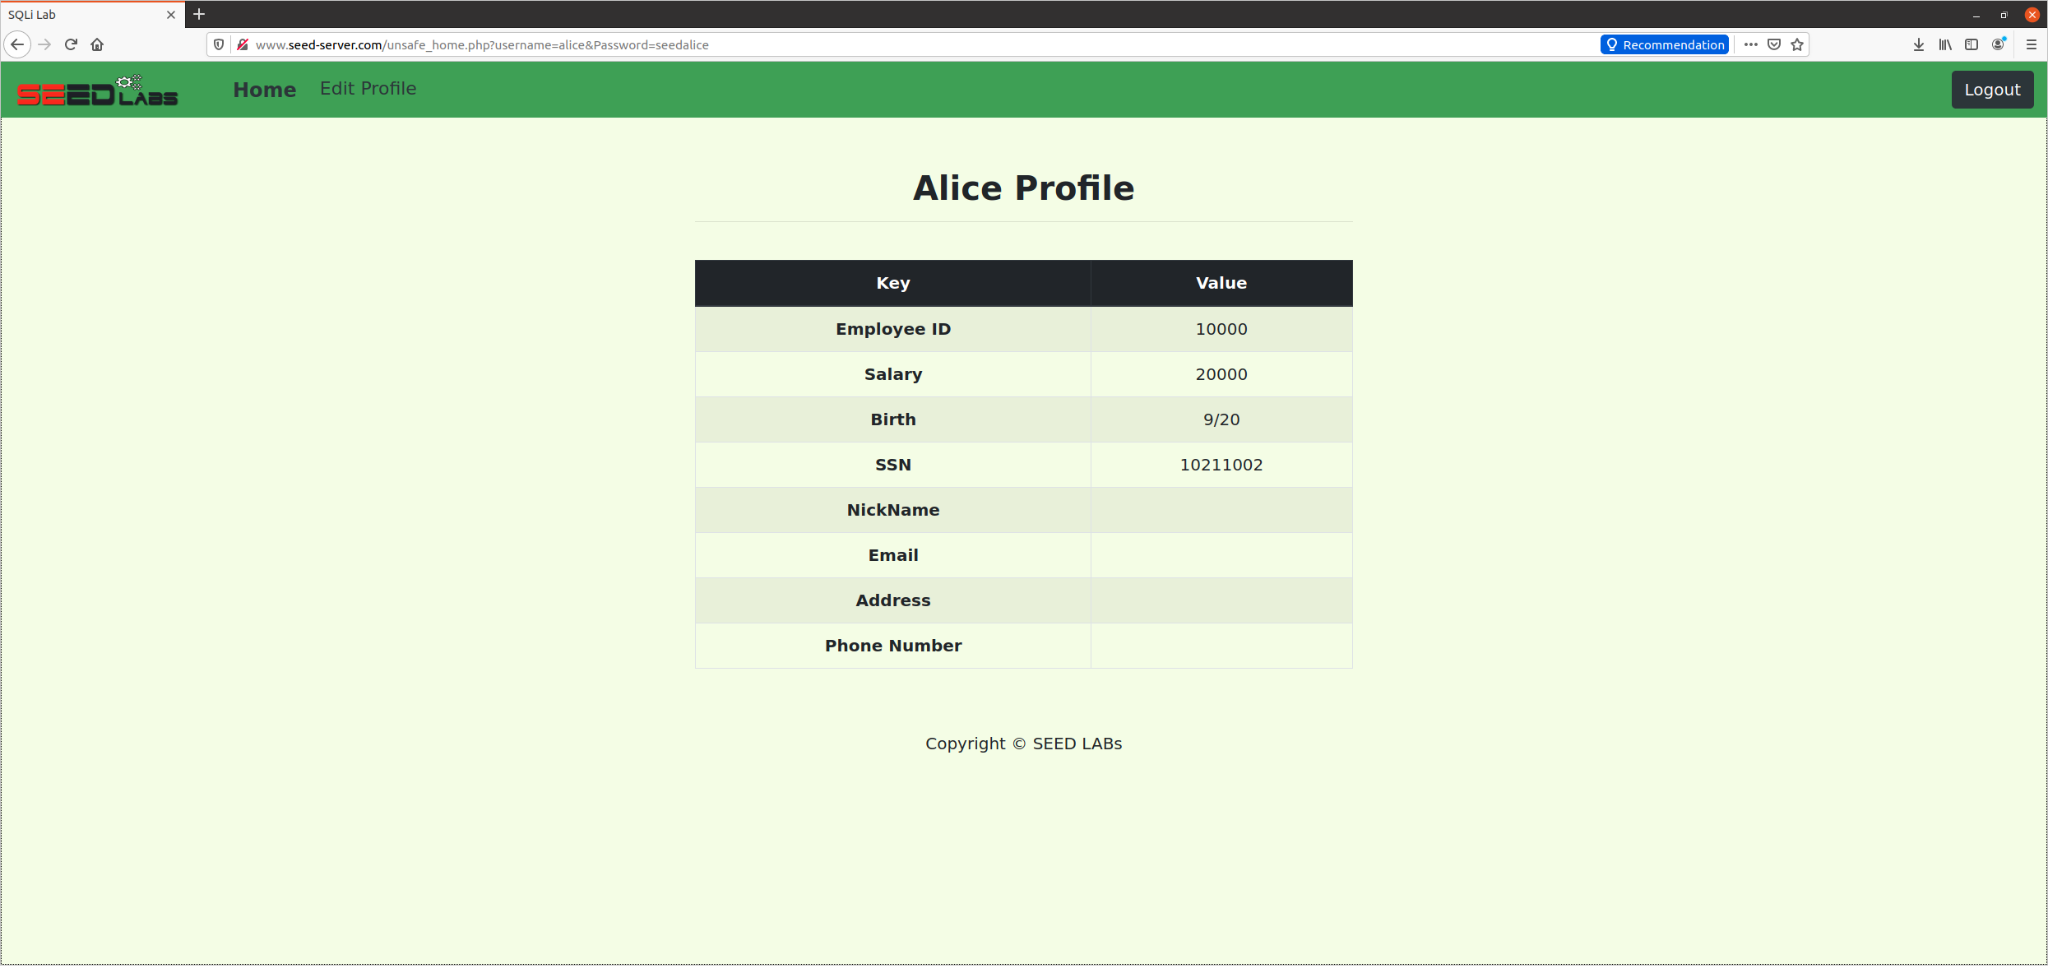 SQLi Lab
www.seed-server.com/unsafe_home.php?username=alice&Password=seedalice
Recommendation
SEED LABS
Home
Edit Profile
Logout
Alice Profile
Key Value
Employee ID 10000
Salary 20000
Birth 9/20
SSN 10211002
NickName
Email
Address
Phone Number
Copyright © SEED LABs